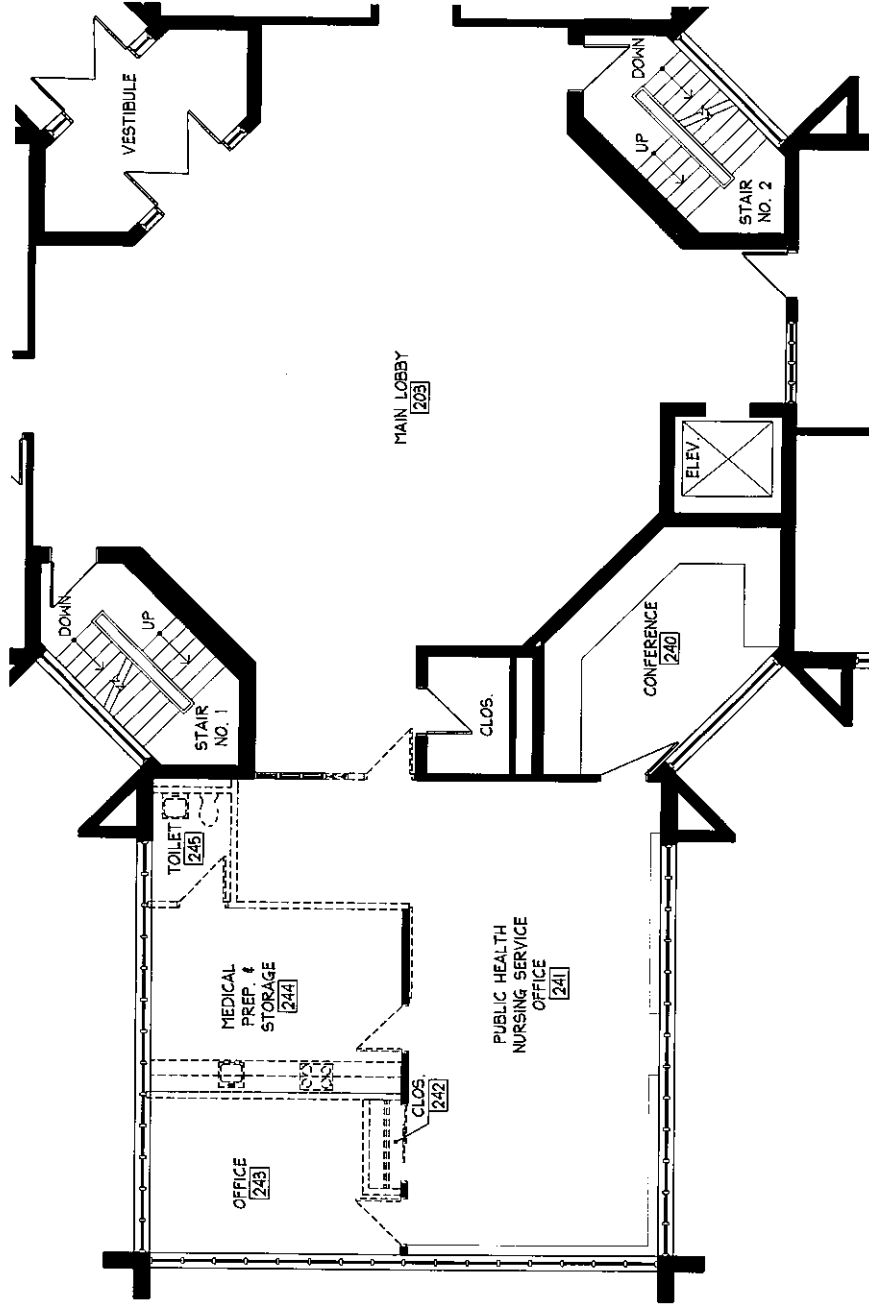 VESTIBULE
DOWN
UP
STAIR
NO. 2
MAIN LOBBY
203
ELEV.
DOWN
UP
STAIR
NO. 1
CLOS.
CONFERENCE
240
TOILET
245
MEDICAL
PREP. &
STORAGE
244
PUBLIC HEALTH
NURSING SERVICE
OFFICE
241
CLOS.
242
OFFICE
243